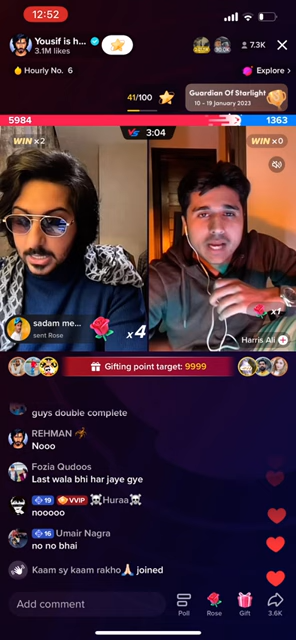 12:52
Yousif is h...
3.1M likes
7.3K
Hourly No. 6
Explore >
41/100
Guardian Of Starlight
10 - 19 January 2023
5984
1363
WIN x2
VS 3:04
WIN x0
sadam me...
sent Rose
x4
x1
Harris Ali
Gifting point target: 9999
guys double complete
REHMAN
Nooo
Fozia Qudoos
Last wala bhi har jaye gye
19 VVIP Huraa
nooooo
16 Umair Nagra
no no bhai
Kaam sy kaam rakho joined
Add comment
Poll
Rose
Gift
3.6K